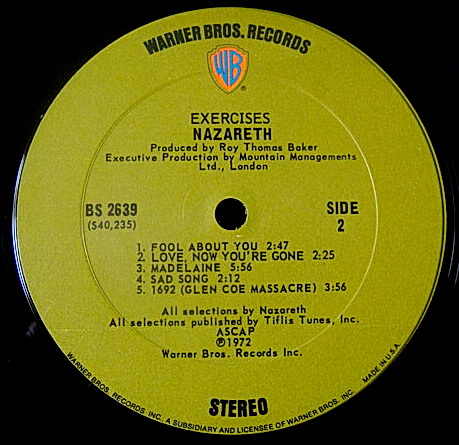 WARNER BROS. RECORDS
WB
®
EXERCISES
NAZARETH
Produced by Roy Thomas Baker
Executive Production by Mountain Managements
Ltd., London
BS 2639
(S40,235)
SIDE
2
1. FOOL ABOUT YOU 2:47
2. LOVE, NOW YOU'RE GONE 2:25
3. MADELAINE 5:56
4. SAD SONG 2:12
5. 1692 (GLEN COE MASSACRE) 3:56
All selections by Nazareth
All selections published by Tiflis Tunes, Inc.
ASCAP
℗1972
Warner Bros. Records Inc.
STEREO
WARNER BROS. RECORDS INC. A SUBSIDIARY AND LICENSEE OF WARNER BROS. INC. MADE IN U.S.A.